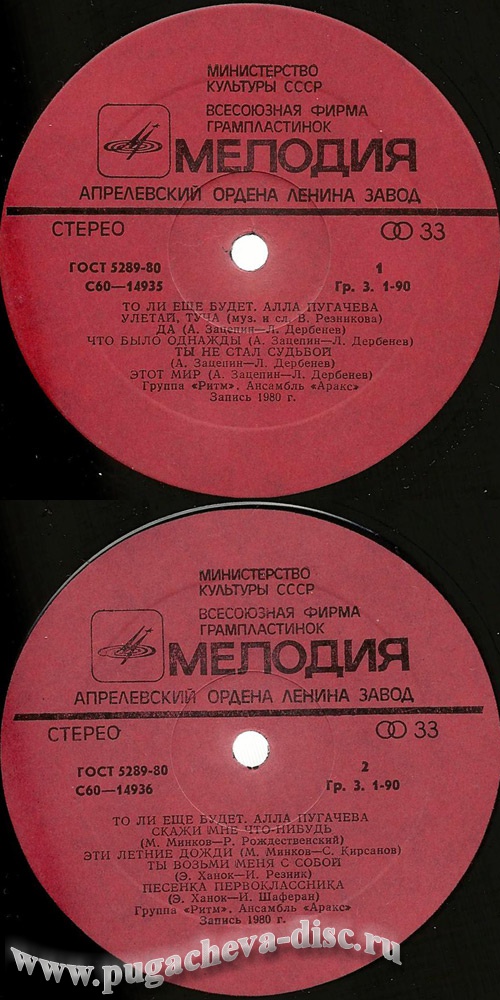 МИНИСТЕРСТВО
КУЛЬТУРЫ СССР
ВСЕСОЮЗНАЯ ФИРМА
ГРАМПЛАСТИНОК
МЕЛОДИЯ
АПРЕЛЕВСКИЙ ОРДЕНА ЛЕНИНА ЗАВОД
СТЕРЕО 33
ГОСТ 5289-80 1
С60—14935 Гр. 3. 1-90
ТО ЛИ ЕЩЕ БУДЕТ. АЛЛА ПУГАЧЕВА
УЛЕТАЙ, ТУЧА (муз. и сл. В. Резникова)
ДА (А. Зацепин—Л. Дербенев)
ЧТО БЫЛО ОДНАЖДЫ (А. Зацепин—Л. Дербенев)
ТЫ НЕ СТАЛ СУДЬБОЙ
(А. Зацепин—Л. Дербенев)
ЭТОТ МИР (А. Зацепин—Л. Дербенев)
Группа «Ритм». Ансамбль «Аракс»
Запись 1980 г.
МИНИСТЕРСТВО
КУЛЬТУРЫ СССР
ВСЕСОЮЗНАЯ ФИРМА
ГРАМПЛАСТИНОК
МЕЛОДИЯ
АПРЕЛЕВСКИЙ ОРДЕНА ЛЕНИНА ЗАВОД
СТЕРЕО 33
ГОСТ 5289-80 2
С60—14936 Гр. 3. 1-90
ТО ЛИ ЕЩЕ БУДЕТ. АЛЛА ПУГАЧЕВА
СКАЖИ МНЕ ЧТО-НИБУДЬ
(М. Минков—Р. Рождественский)
ЭТИ ЛЕТНИЕ ДОЖДИ (М. Минков—С. Кирсанов)
ТЫ ВОЗЬМИ МЕНЯ С СОБОЙ
(Э. Ханок—И. Резник)
ПЕСЕНКА ПЕРВОКЛАССНИКА
(Э. Ханок—И. Шаферан)
Группа «Ритм». Ансамбль «Аракс»
Запись 1980 г.
www.pugacheva-disc.ru